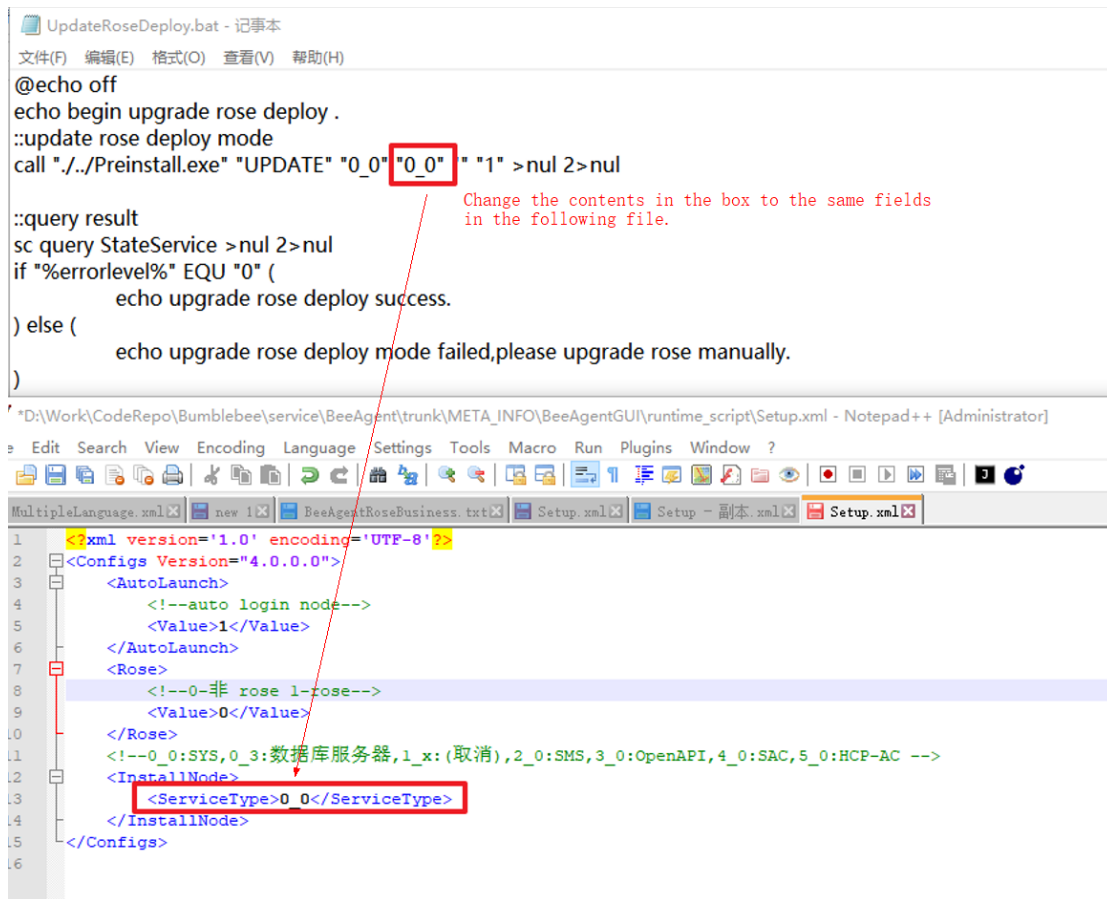 UpdateRoseDeploy.bat - 记事本
文件(F) 编辑(E) 格式(O) 查看(V) 帮助(H)
@echo off
echo begin upgrade rose deploy .
::update rose deploy mode
call "./../Preinstall.exe" "UPDATE" "0_0" "0_0" "" "1" >nul 2>nul
Change the contents in the box to the same fields
in the following file.
::query result
sc query StateService >nul 2>nul
if "%errorlevel%" EQU "0" (
echo upgrade rose deploy success.
) else (
echo upgrade rose deploy mode failed,please upgrade rose manually.
)
*D:\Work\CodeRepo\Bumblebee\service\BeeAgent\trunk\META_INFO\BeeAgentGUI\runtime_script\Setup.xml - Notepad++ [Administrator]
e Edit Search View Encoding Language Settings Tools Macro Run Plugins Window ?
MultipleLanguage.xml new 1 BeeAgentRoseBusiness.txt Setup.xml Setup - 副本.xml Setup.xml
1 <?xml version='1.0' encoding='UTF-8'?>
2 <Configs Version="4.0.0.0">
3 <AutoLaunch>
4 <!--auto login node-->
5 <Value>1</Value>
6 </AutoLaunch>
7 <Rose>
8 <!--0-非 rose 1-rose-->
9 <Value>0</Value>
10 </Rose>
11 <!--0_0:SYS,0_3:数据库服务器,1_x:(取消),2_0:SMS,3_0:OpenAPI,4_0:SAC,5_0:HCP-AC -->
12 <InstallNode>
13 <ServiceType>0_0</ServiceType>
14 </InstallNode>
15 </Configs>
16